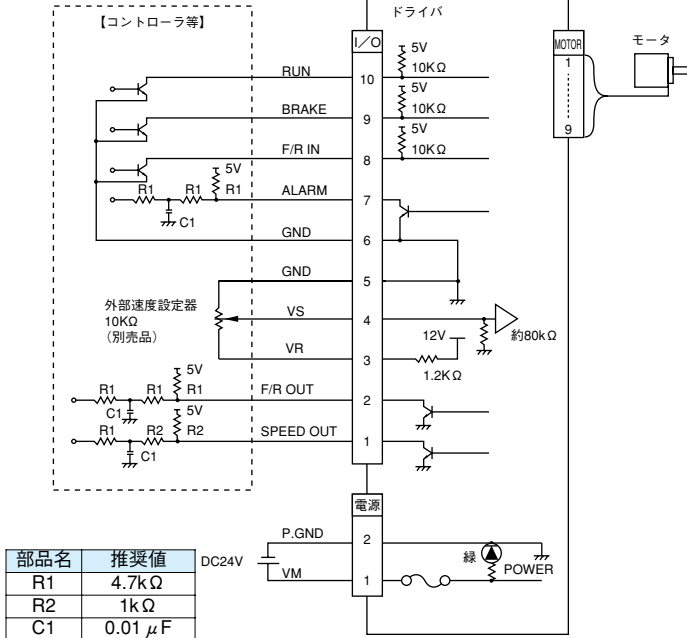 ドライバ
【コントローラ等】
I/O
MOTOR
モータ
5V
10KΩ
RUN
10
1
5V
10KΩ
BRAKE
9
9
5V
10KΩ
F/R IN
8
5V
R1
R1
R1
ALARM
7
C1
GND
6
GND
5
外部速度設定器
10KΩ
(別売品)
VS
4
約80kΩ
12V
VR
3
1.2KΩ
5V
R1
R1
R1
F/R OUT
2
C1
5V
R1
R2
R2
SPEED OUT
1
C1
電源
P.GND
2
DC24V
緑
POWER
VM
1
部品名 推奨値
R1 4.7kΩ
R2 1kΩ
C1 0.01 μF